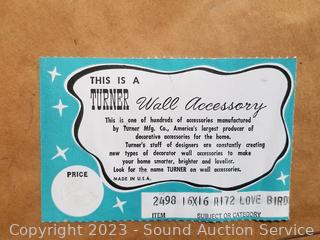 THIS IS A
TURNER Wall Accessory
This is one of hundreds of accessories manufactured
by Turner Mfg. Co., America's largest producer of
decorative accessories for the home.
Turner's staff of designers are constantly creating
new types of decorator wall accessories to make
your home smarter, brighter and lovelier.
Look for the name TURNER on wall accessories.
MADE IN U.S.A.
PRICE
2498 16X16 R172 LOVE BIRD
ITEM SUBJECT OR CATEGORY
Copyright 2023 - Sound Auction Service